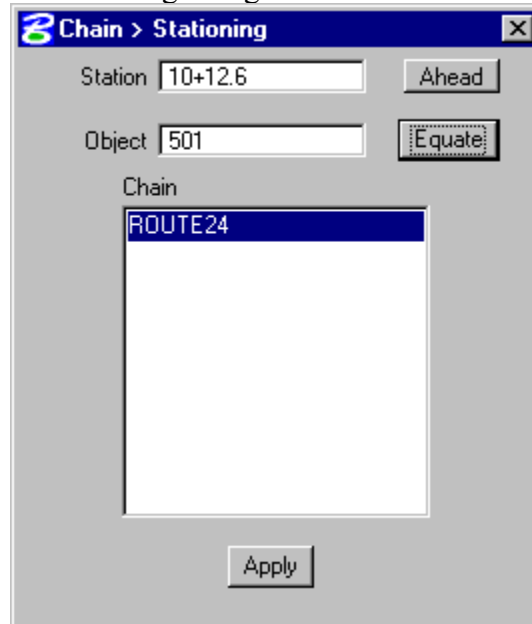 Chain > Stationing
Station 10+12.6 Ahead
Object 501 Equate
Chain
ROUTE24
Apply